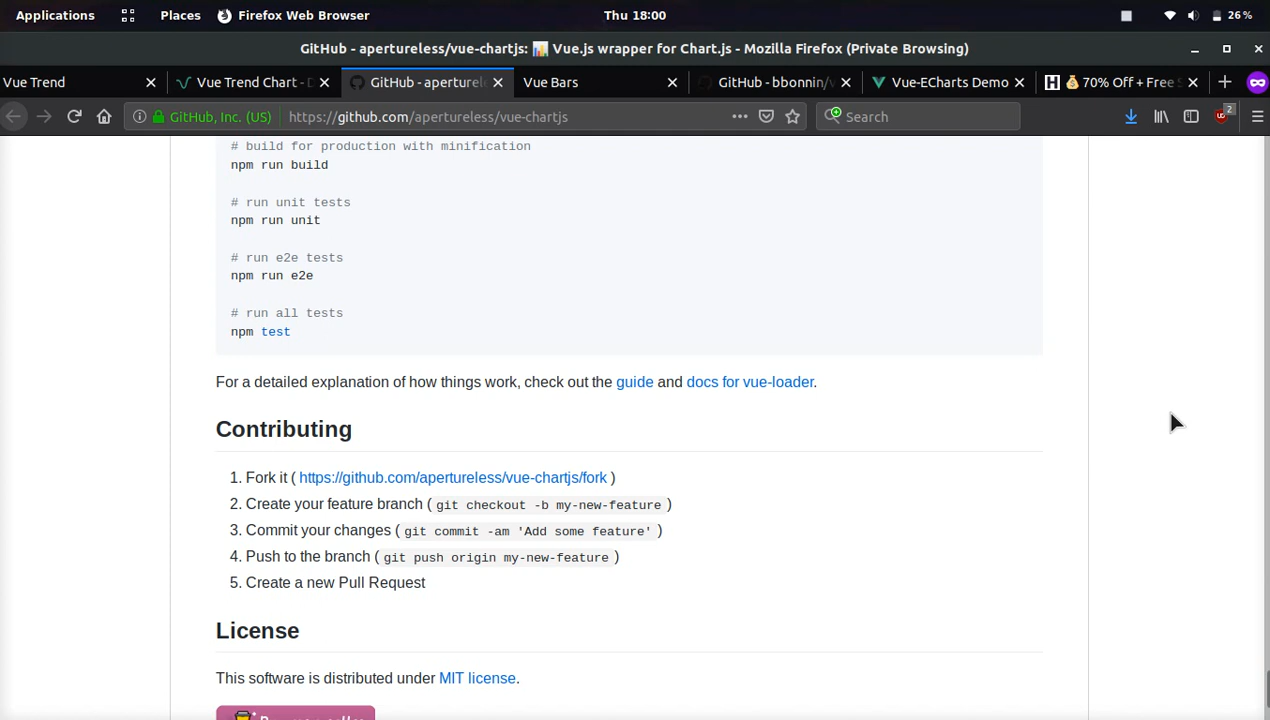 Applications Places Firefox Web Browser Thu 18:00 26%
GitHub - apertureless/vue-chartjs: 📊 Vue.js wrapper for Chart.js - Mozilla Firefox (Private Browsing)
Vue Trend Vue Trend Chart - GitHub - aperturele Vue Bars GitHub - bbonnin/v Vue-ECharts Demo 💰 70% Off + Free
GitHub, Inc. (US) https://github.com/apertureless/vue-chartjs Search 2
# build for production with minification
npm run build
# run unit tests
npm run unit
# run e2e tests
npm run e2e
# run all tests
npm test
For a detailed explanation of how things work, check out the guide and docs for vue-loader.
Contributing
1. Fork it ( https://github.com/apertureless/vue-chartjs/fork )
2. Create your feature branch ( git checkout -b my-new-feature )
3. Commit your changes ( git commit -am 'Add some feature' )
4. Push to the branch ( git push origin my-new-feature )
5. Create a new Pull Request
License
This software is distributed under MIT license.